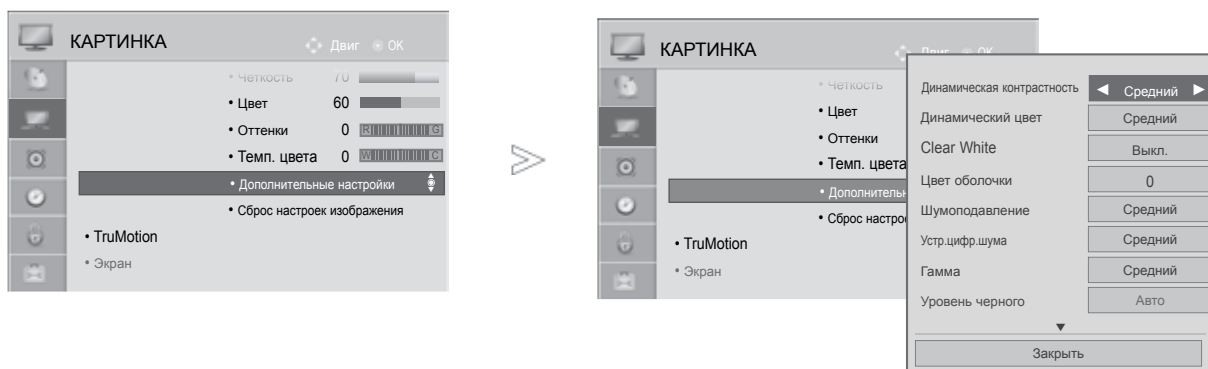 КАРТИНКА
Двиг OK
• Четкость 70
• Цвет 60
• Оттенки 0 R G
• Темп. цвета 0 W C
• Дополнительные настройки
• Сброс настроек изображения
• TruMotion
• Экран
КАРТИНКА
Двиг OK
• Четкость
• Цвет
• Оттенки
• Темп. цвета
• Дополнительн
• Сброс настро
• TruMotion
• Экран
Динамическая контрастность ◀ Средний ▶
Динамический цвет Средний
Clear White Выкл.
Цвет оболочки 0
Шумоподавление Средний
Устр.цифр.шума Средний
Гамма Средний
Уровень черного Авто
▼
Закрыть